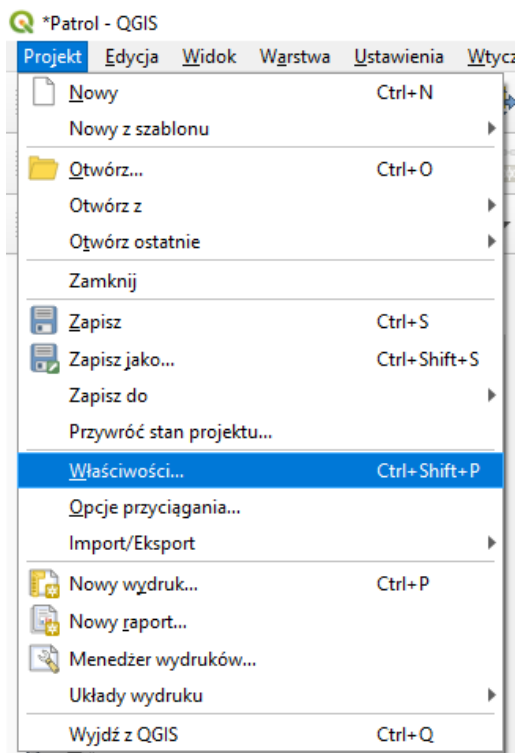 *Patrol - QGIS
Projekt Edycja Widok Warstwa Ustawienia
Nowy Ctrl+N
Nowy z szablonu
Otwórz... Ctrl+O
Otwórz z
Otwórz ostatnie
Zamknij
Zapisz Ctrl+S
Zapisz jako... Ctrl+Shift+S
Zapisz do
Przywróć stan projektu...
Właściwości... Ctrl+Shift+P
Opcje przyciągania...
Import/Eksport
Nowy wydruk... Ctrl+P
Nowy raport...
Menedżer wydruków...
Układy wydruku
Wyjdź z QGIS Ctrl+Q